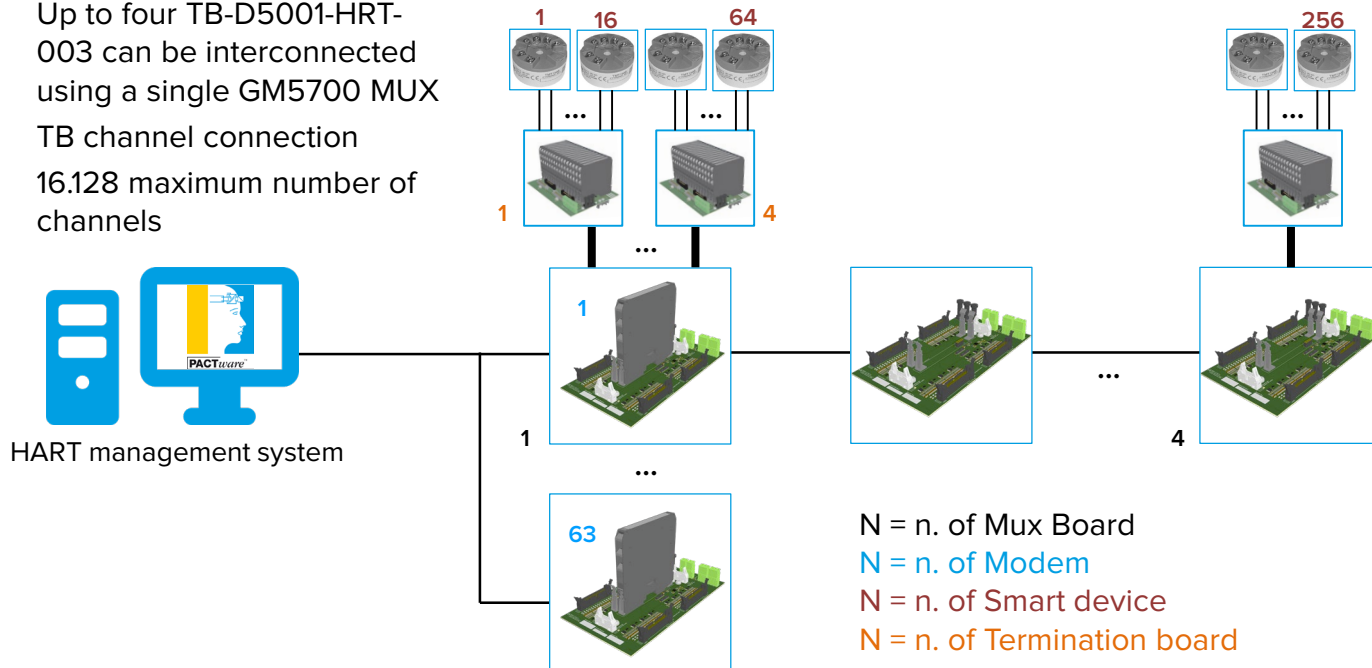 Up to four TB-D5001-HRT-
003 can be interconnected
using a single GM5700 MUX
TB channel connection
16.128 maximum number of
channels
1
16
64
256
...
...
...
1
4
...
1
PACTware™
HART management system
1
...
4
...
63
N = n. of Mux Board
N = n. of Modem
N = n. of Smart device
N = n. of Termination board